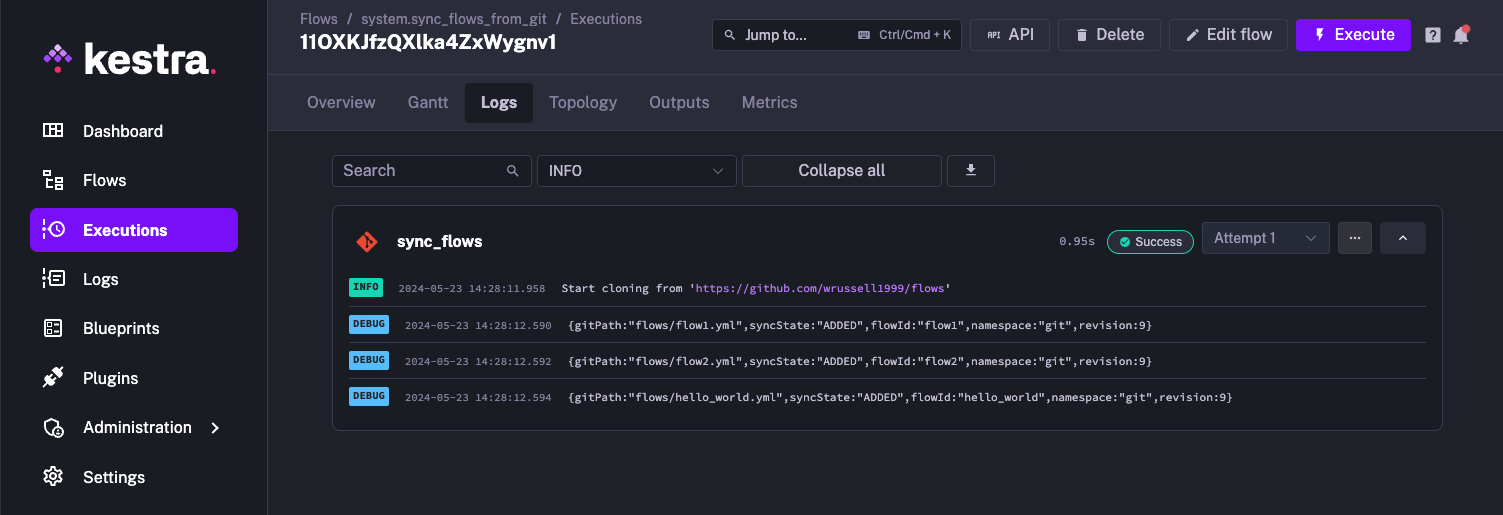 kestra.
Dashboard
Flows
Executions
Logs
Blueprints
Plugins
Administration
Settings
Flows / system.sync_flows_from_git / Executions
11OXKJfzQXlka4ZxWygnv1
Jump to... Ctrl/Cmd + K
API API
Delete
Edit flow
Execute
?
Overview Gantt Logs Topology Outputs Metrics
Search INFO Collapse all
sync_flows 0.95s Success Attempt 1 ...
INFO 2024-05-23 14:28:11.958 Start cloning from 'https://github.com/wrussell1999/flows'
DEBUG 2024-05-23 14:28:12.590 {gitPath:"flows/flow1.yml",syncState:"ADDED",flowId:"flow1",namespace:"git",revision:9}
DEBUG 2024-05-23 14:28:12.592 {gitPath:"flows/flow2.yml",syncState:"ADDED",flowId:"flow2",namespace:"git",revision:9}
DEBUG 2024-05-23 14:28:12.594 {gitPath:"flows/hello_world.yml",syncState:"ADDED",flowId:"hello_world",namespace:"git",revision:9}